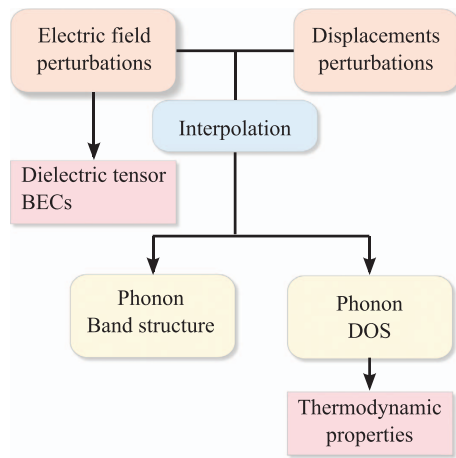 Electric field
perturbations
Displacements
perturbations
Interpolation
Dielectric tensor
BECs
Phonon
Band structure
Phonon
DOS
Thermodynamic
properties